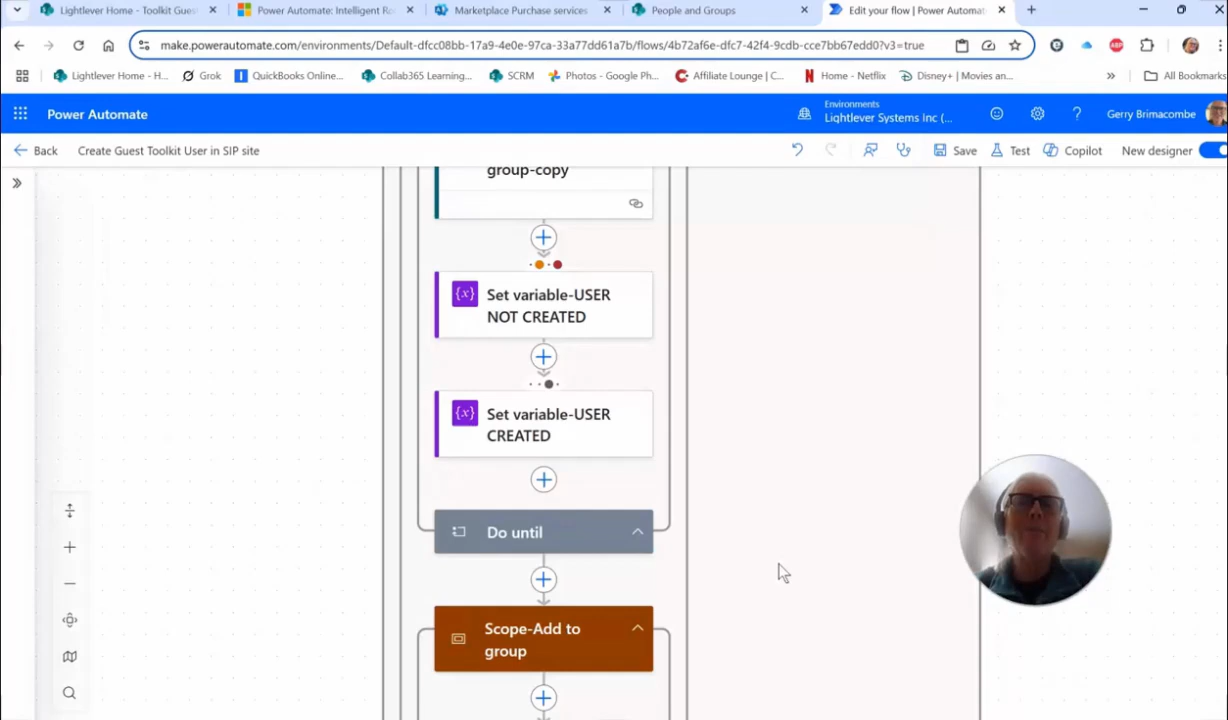 Lightlever Home - Toolkit Gues
Power Automate: Intelligent Ro
Marketplace Purchase services
People and Groups
Edit your flow | Power Automat
make.powerautomate.com/environments/Default-dfcc08bb-17a9-4e0e-97ca-33a77dd61a7b/flows/4b72af6e-dfc7-42f4-9cdb-cce7bb67edd0?v3=true
Lightlever Home - H...
Grok
QuickBooks Online...
Collab365 Learning...
SCRM
Photos - Google Ph...
Affiliate Lounge | C...
Home - Netflix
Disney+ | Movies an...
All Bookmarks
Power Automate
Environments
Lightlever Systems Inc (...
Gerry Brimacombe
Back
Create Guest Toolkit User in SIP site
Save
Test
Copilot
New designer
group-copy
Set variable-USER
NOT CREATED
Set variable-USER
CREATED
Do until
Scope-Add to
group